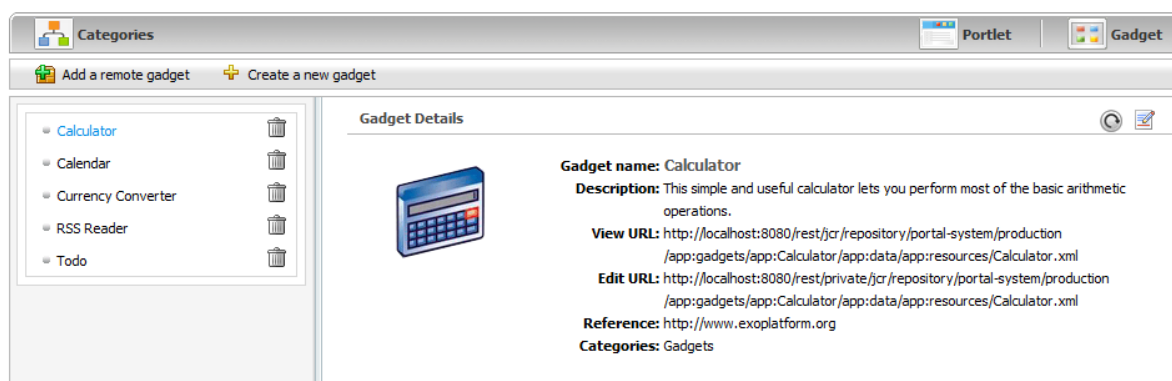 Categories
Portlet
Gadget
Add a remote gadget
Create a new gadget
Calculator
Calendar
Currency Converter
RSS Reader
Todo
Gadget Details
Gadget name: Calculator
Description: This simple and useful calculator lets you perform most of the basic arithmetic
operations.
View URL: http://localhost:8080/rest/jcr/repository/portal-system/production
/app:gadgets/app:Calculator/app:data/app:resources/Calculator.xml
Edit URL: http://localhost:8080/rest/private/jcr/repository/portal-system/production
/app:gadgets/app:Calculator/app:data/app:resources/Calculator.xml
Reference: http://www.exoplatform.org
Categories: Gadgets